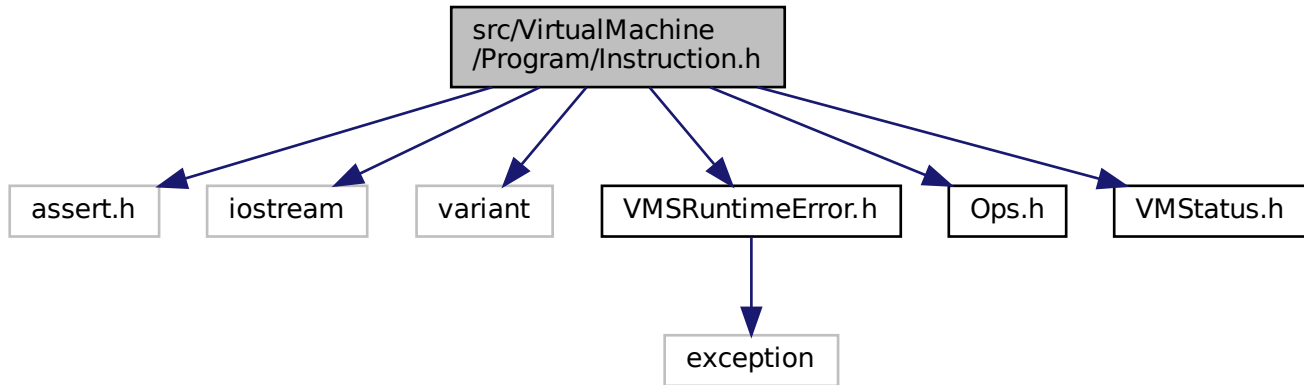 src/VirtualMachine
/Program/Instruction.h
assert.h
iostream
variant
VMSRuntimeError.h
Ops.h
VMStatus.h
exception